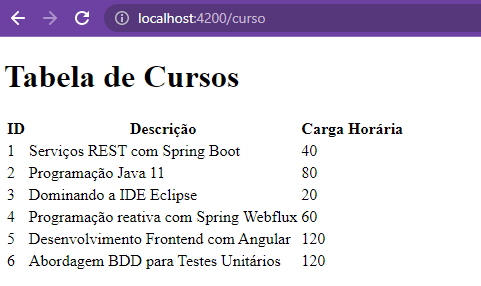 localhost:4200/curso
Tabela de Cursos
ID Descrição Carga Horária
1 Serviços REST com Spring Boot 40
2 Programação Java 11 80
3 Dominando a IDE Eclipse 20
4 Programação reativa com Spring Webflux 60
5 Desenvolvimento Frontend com Angular 120
6 Abordagem BDD para Testes Unitários 120